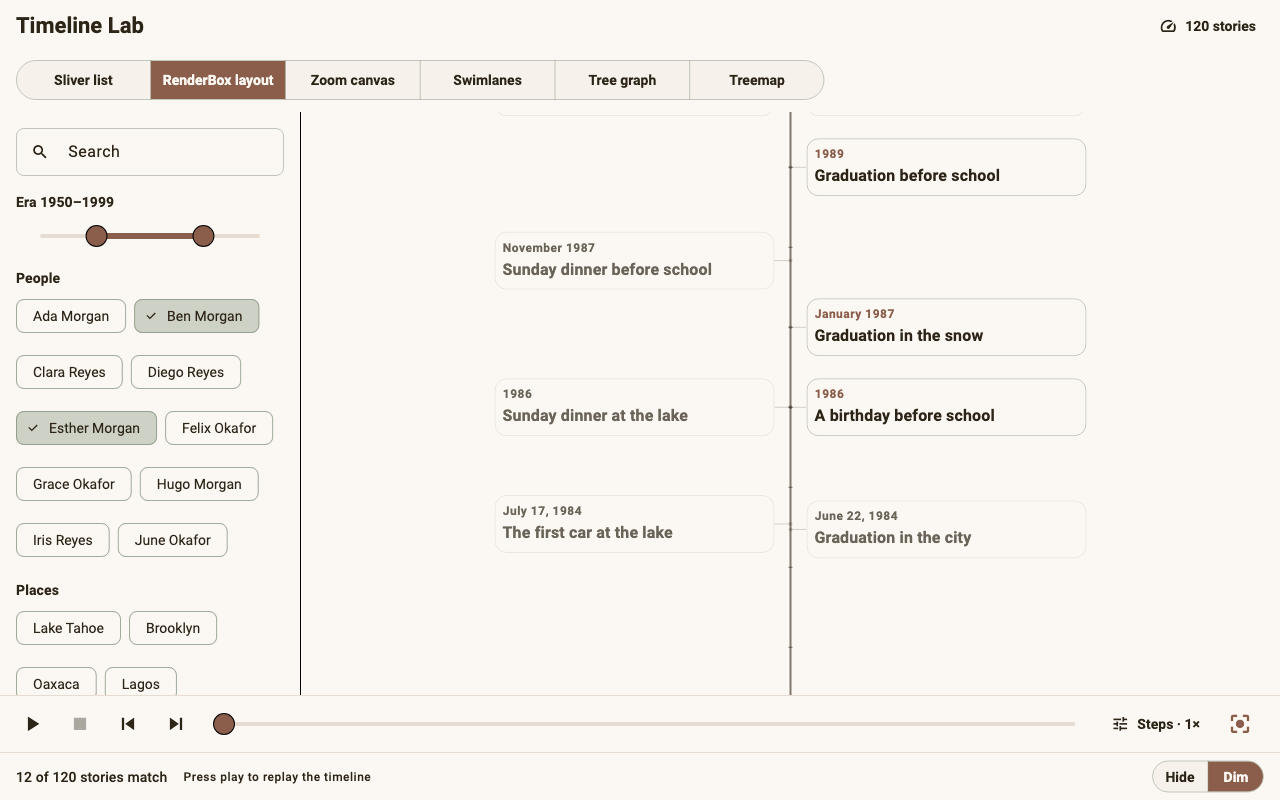 Timeline Lab
120 stories
Sliver list
RenderBox layout
Zoom canvas
Swimlanes
Tree graph
Treemap
Search
Era 1950–1999
People
Ada Morgan
Ben Morgan
Clara Reyes
Diego Reyes
Esther Morgan
Felix Okafor
Grace Okafor
Hugo Morgan
Iris Reyes
June Okafor
Places
Lake Tahoe
Brooklyn
Oaxaca
Lagos
1989
Graduation before school
November 1987
Sunday dinner before school
January 1987
Graduation in the snow
1986
Sunday dinner at the lake
1986
A birthday before school
July 17, 1984
The first car at the lake
June 22, 1984
Graduation in the city
Steps · 1×
12 of 120 stories match
Press play to replay the timeline
Hide
Dim